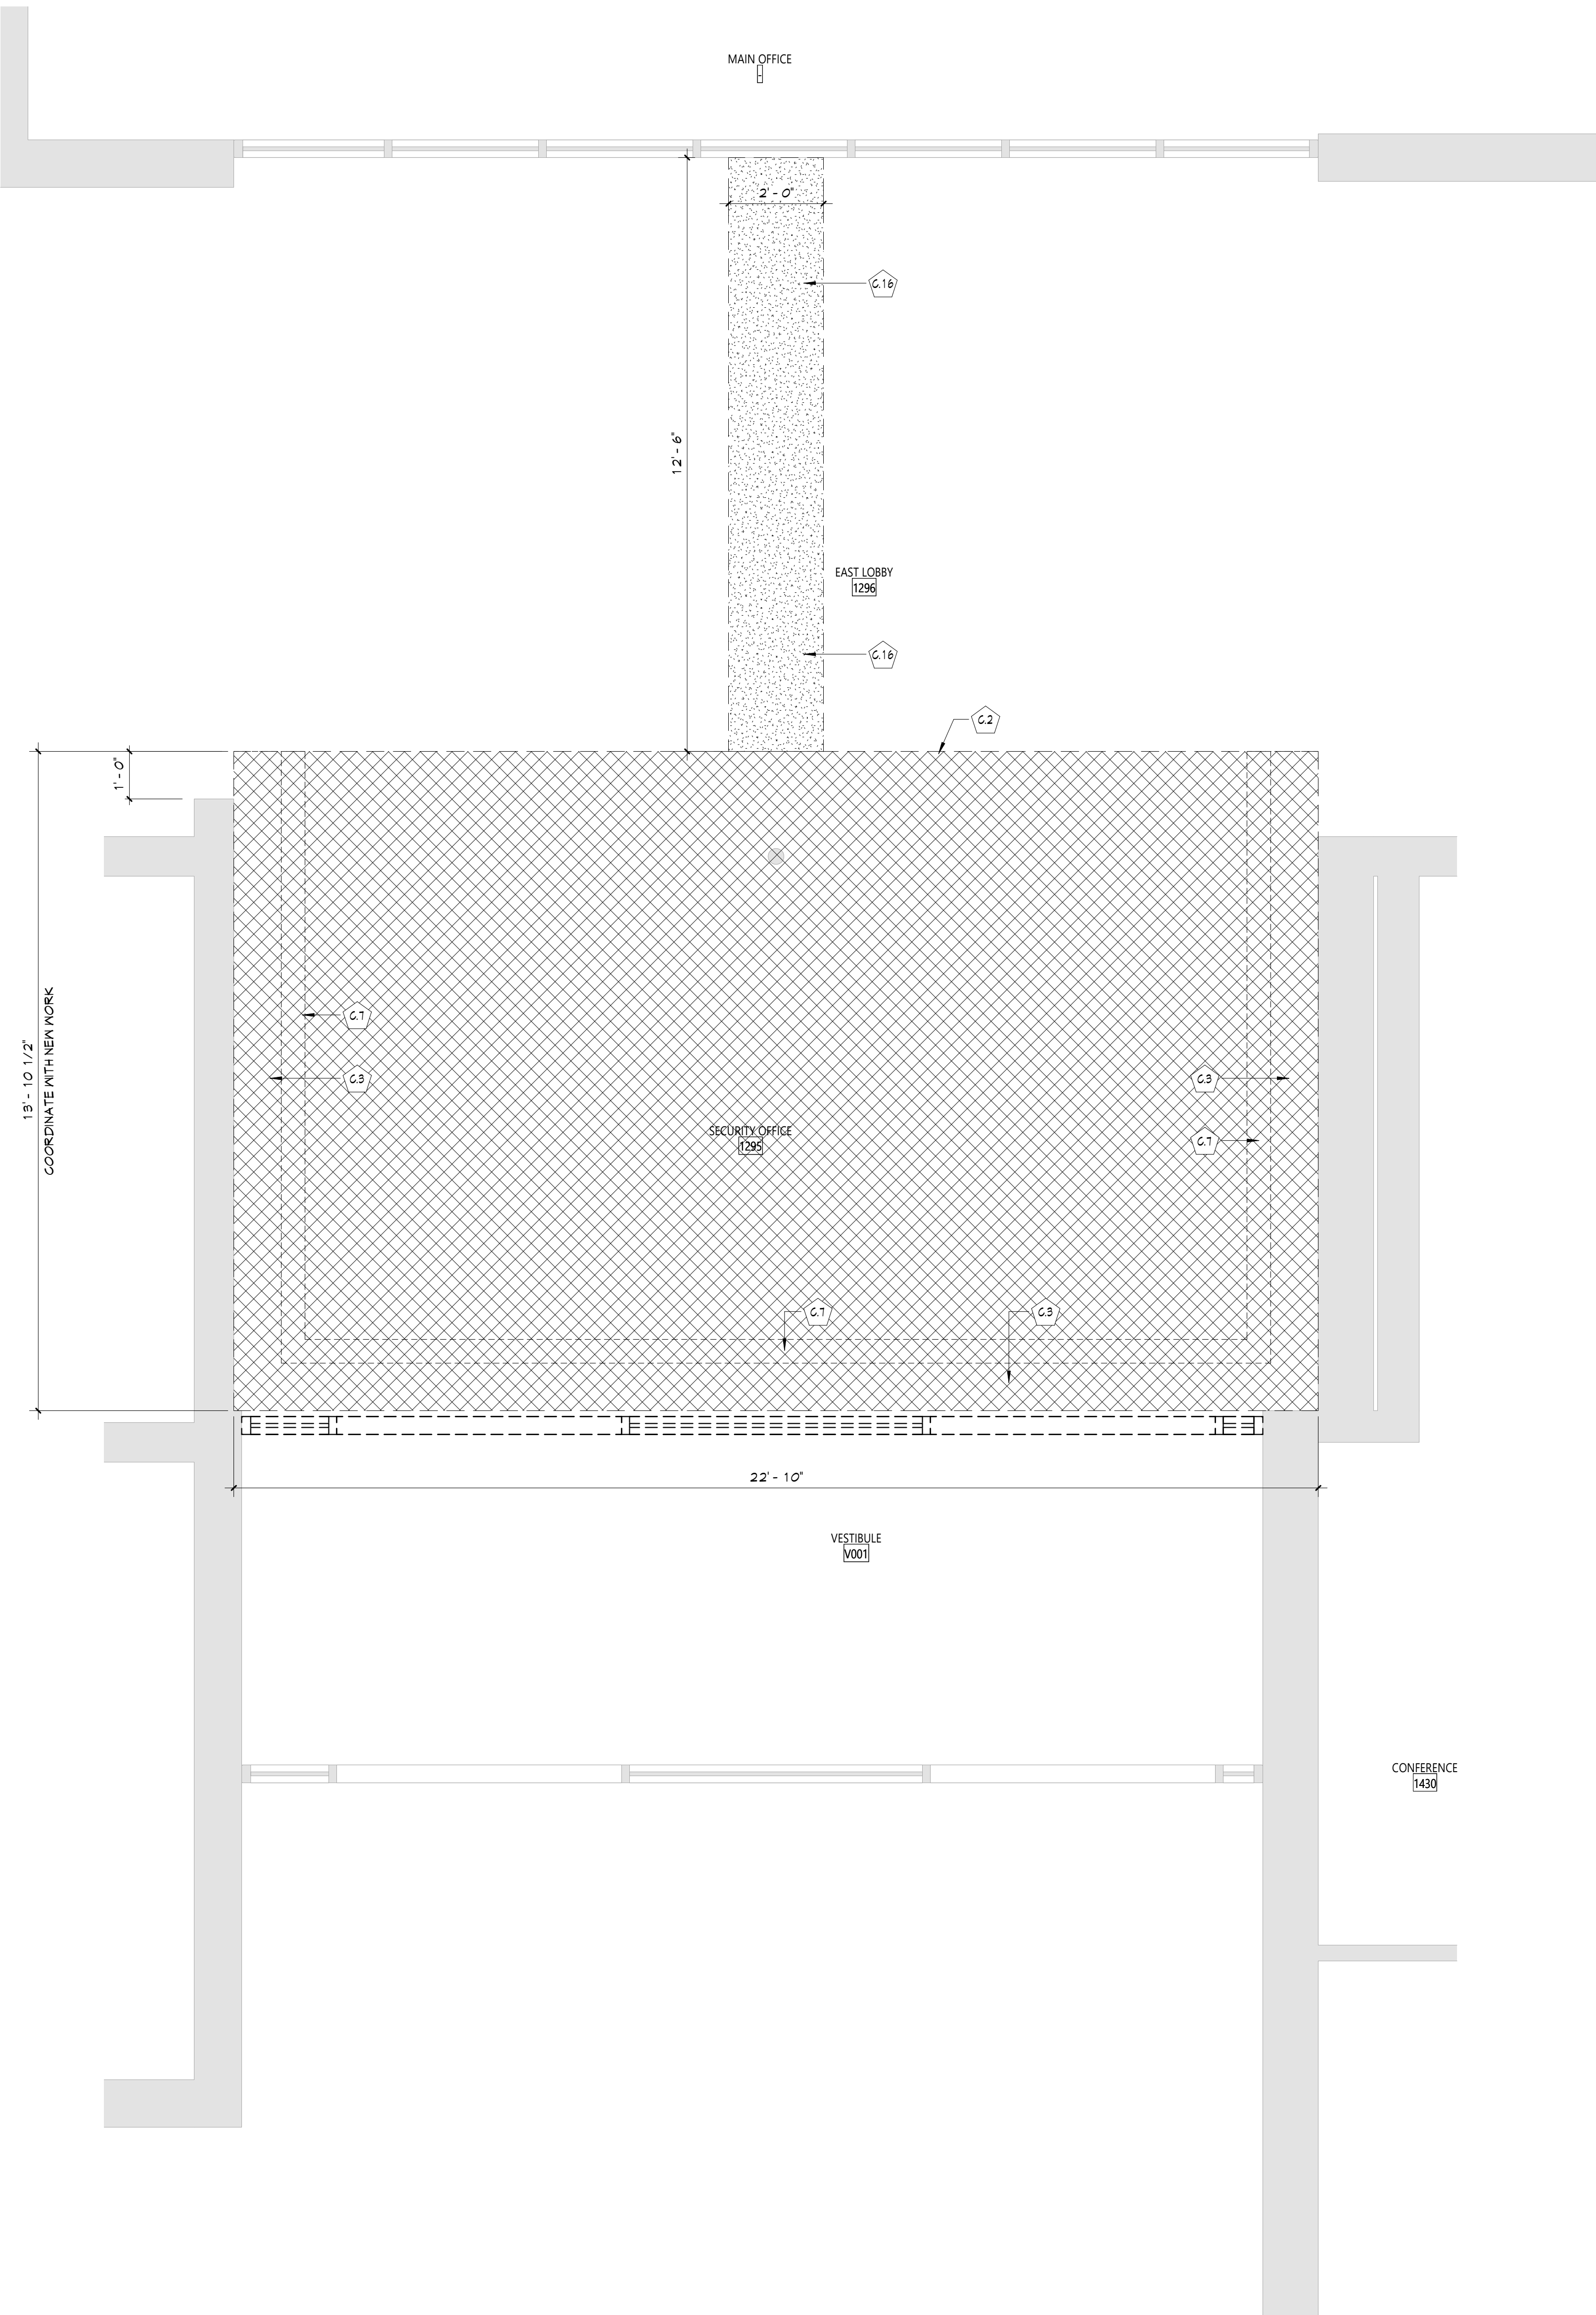 MAIN OFFICE
-
2' - 0"
C.16
12' - 6"
EAST LOBBY
1296
C.16
C.2
1' - 0"
13' - 10 1/2"
COORDINATE WITH NEW WORK
C.7
C.3
C.3
SECURITY OFFICE
1295
C.7
C.7
C.3
22' - 10"
VESTIBULE
V001
CONFERENCE
1430